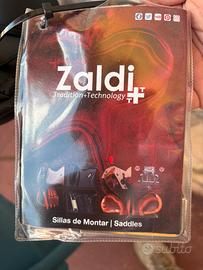 Zaldi
Tradition+Technology
T
T T
Sillas de Montar | Saddles
subito